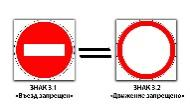 ЗНАК 3.1
«Въезд запрещен»
ЗНАК 3.2
«Движение запрещено»